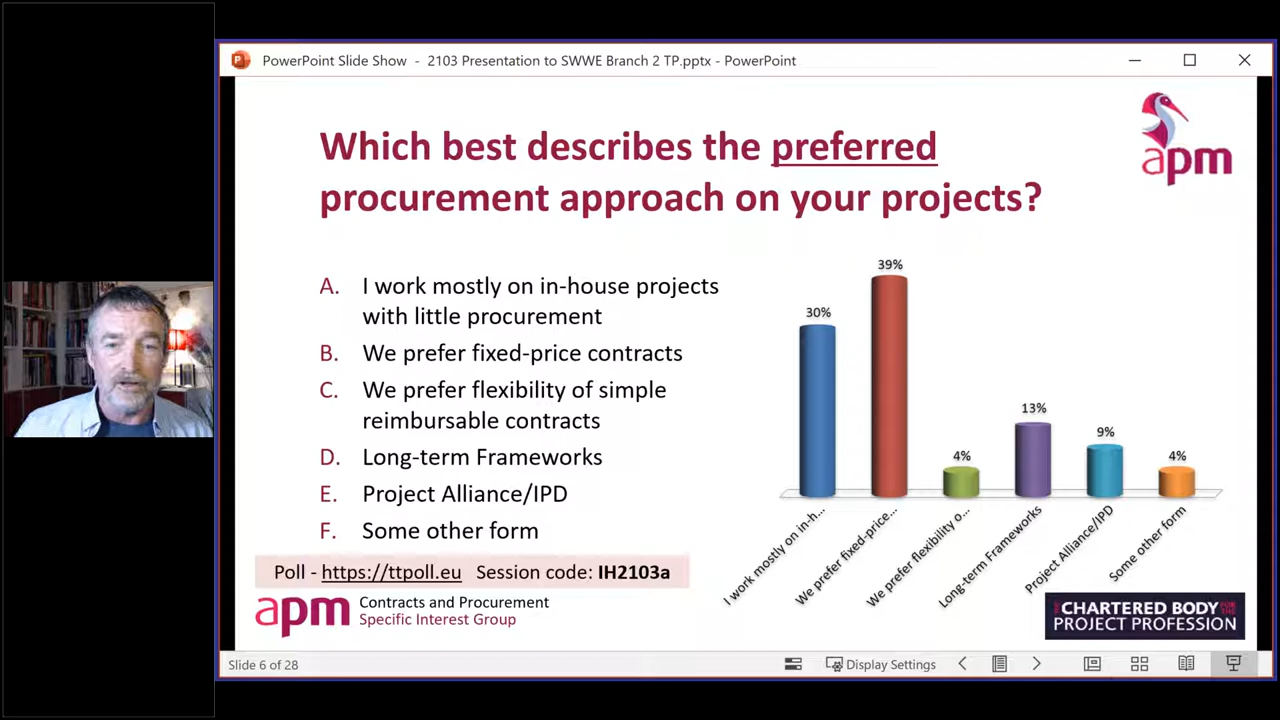 PowerPoint Slide Show - 2103 Presentation to SWWE Branch 2 TP.pptx - PowerPoint
apm
Which best describes the preferred
procurement approach on your projects?
A. I work mostly on in-house projects
with little procurement
B. We prefer fixed-price contracts
C. We prefer flexibility of simple
reimbursable contracts
D. Long-term Frameworks
E. Project Alliance/IPD
F. Some other form
30%
39%
4%
13%
9%
4%
I work mostly on in-h...
We prefer fixed-price...
We prefer flexibility o...
Long-term Frameworks
Project Alliance/IPD
Some other form
Poll - https://ttpoll.eu Session code: IH2103a
apm
Contracts and Procurement
Specific Interest Group
THE CHARTERED BODY FOR THE
PROJECT PROFESSION
Slide 6 of 28
Display Settings